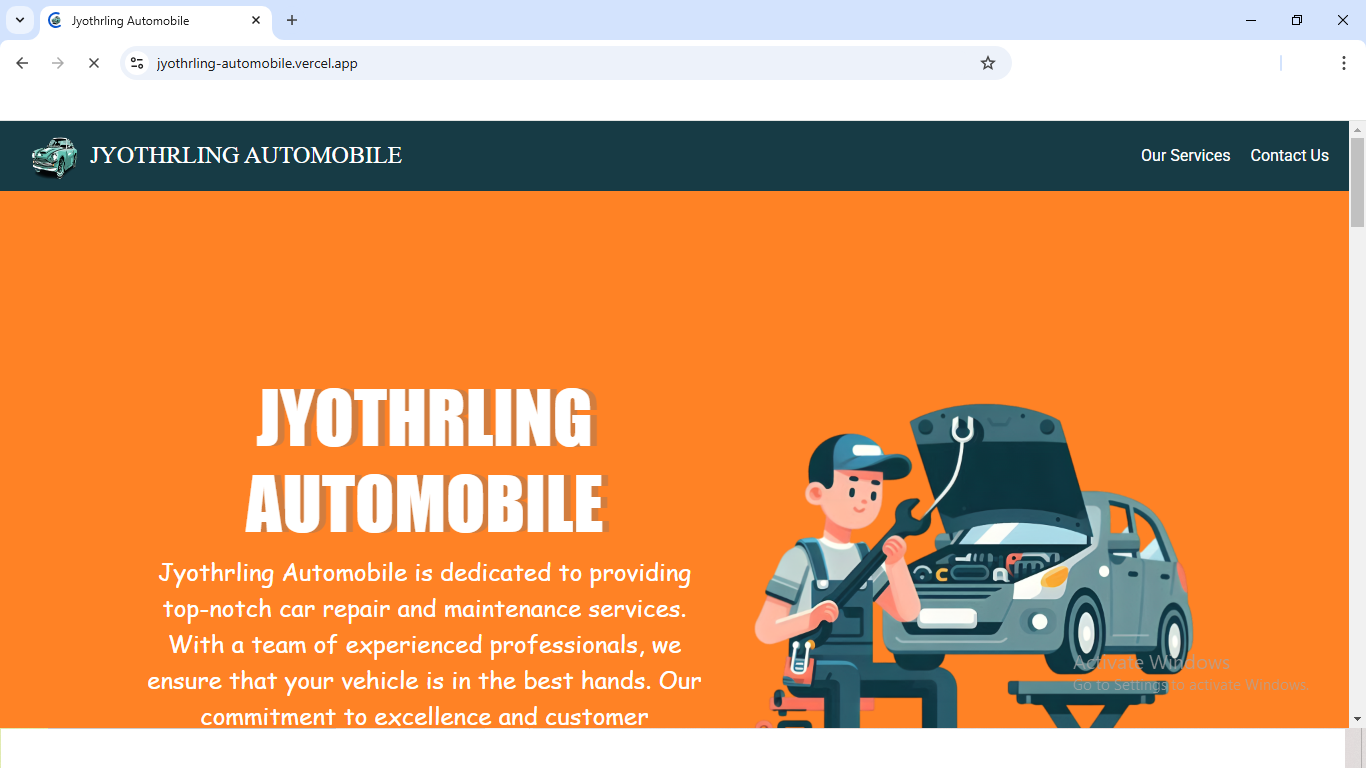 Jyothrling Automobile
jyothrling-automobile.vercel.app
JYOTHRLING AUTOMOBILE
Our Services
Contact Us
JYOTHRLING
AUTOMOBILE
Jyothrling Automobile is dedicated to providing
top-notch car repair and maintenance services.
With a team of experienced professionals, we
ensure that your vehicle is in the best hands. Our
commitment to excellence and customer
Activate Windows
Go to Settings to activate Windows.